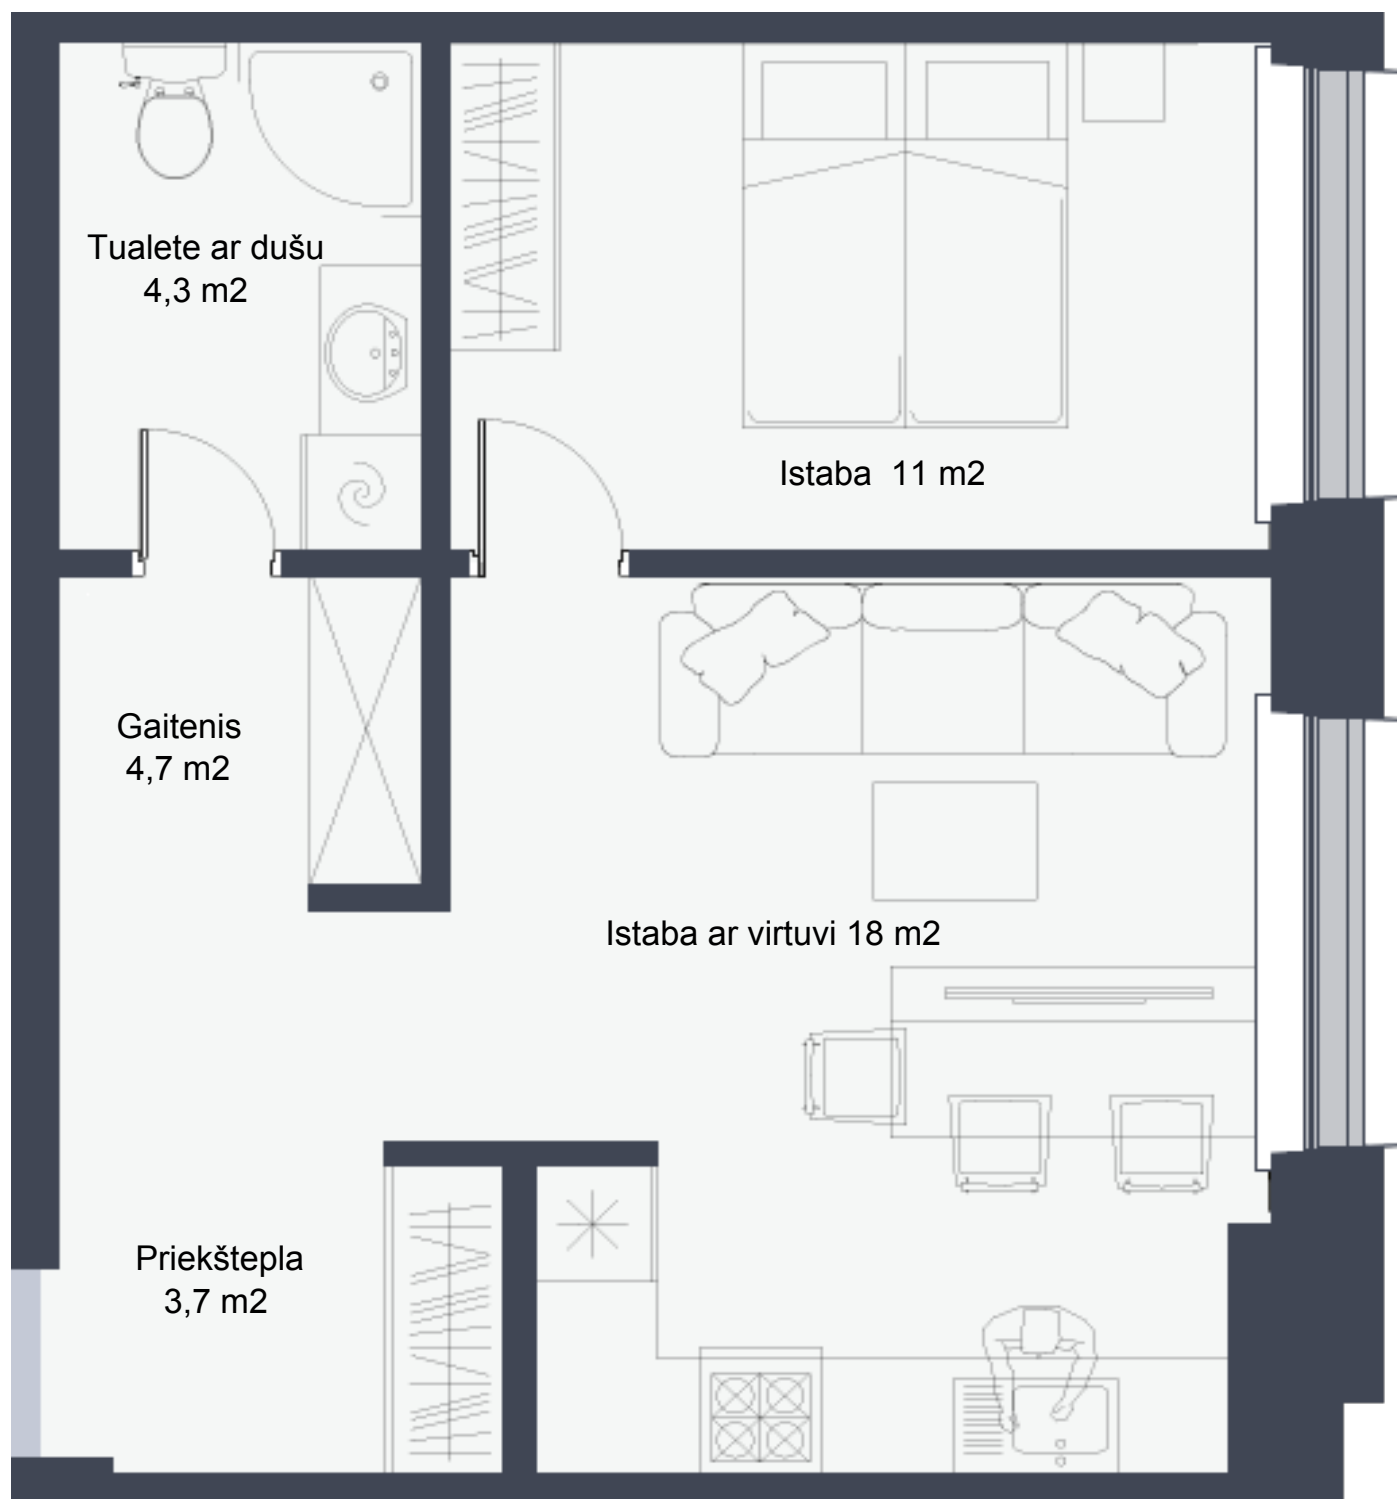 Tualete ar dušu
4,3 m2
Istaba  11 m2
Gaitenis
4,7 m2
Istaba ar virtuvi 18 m2
Priekštepla
3,7 m2